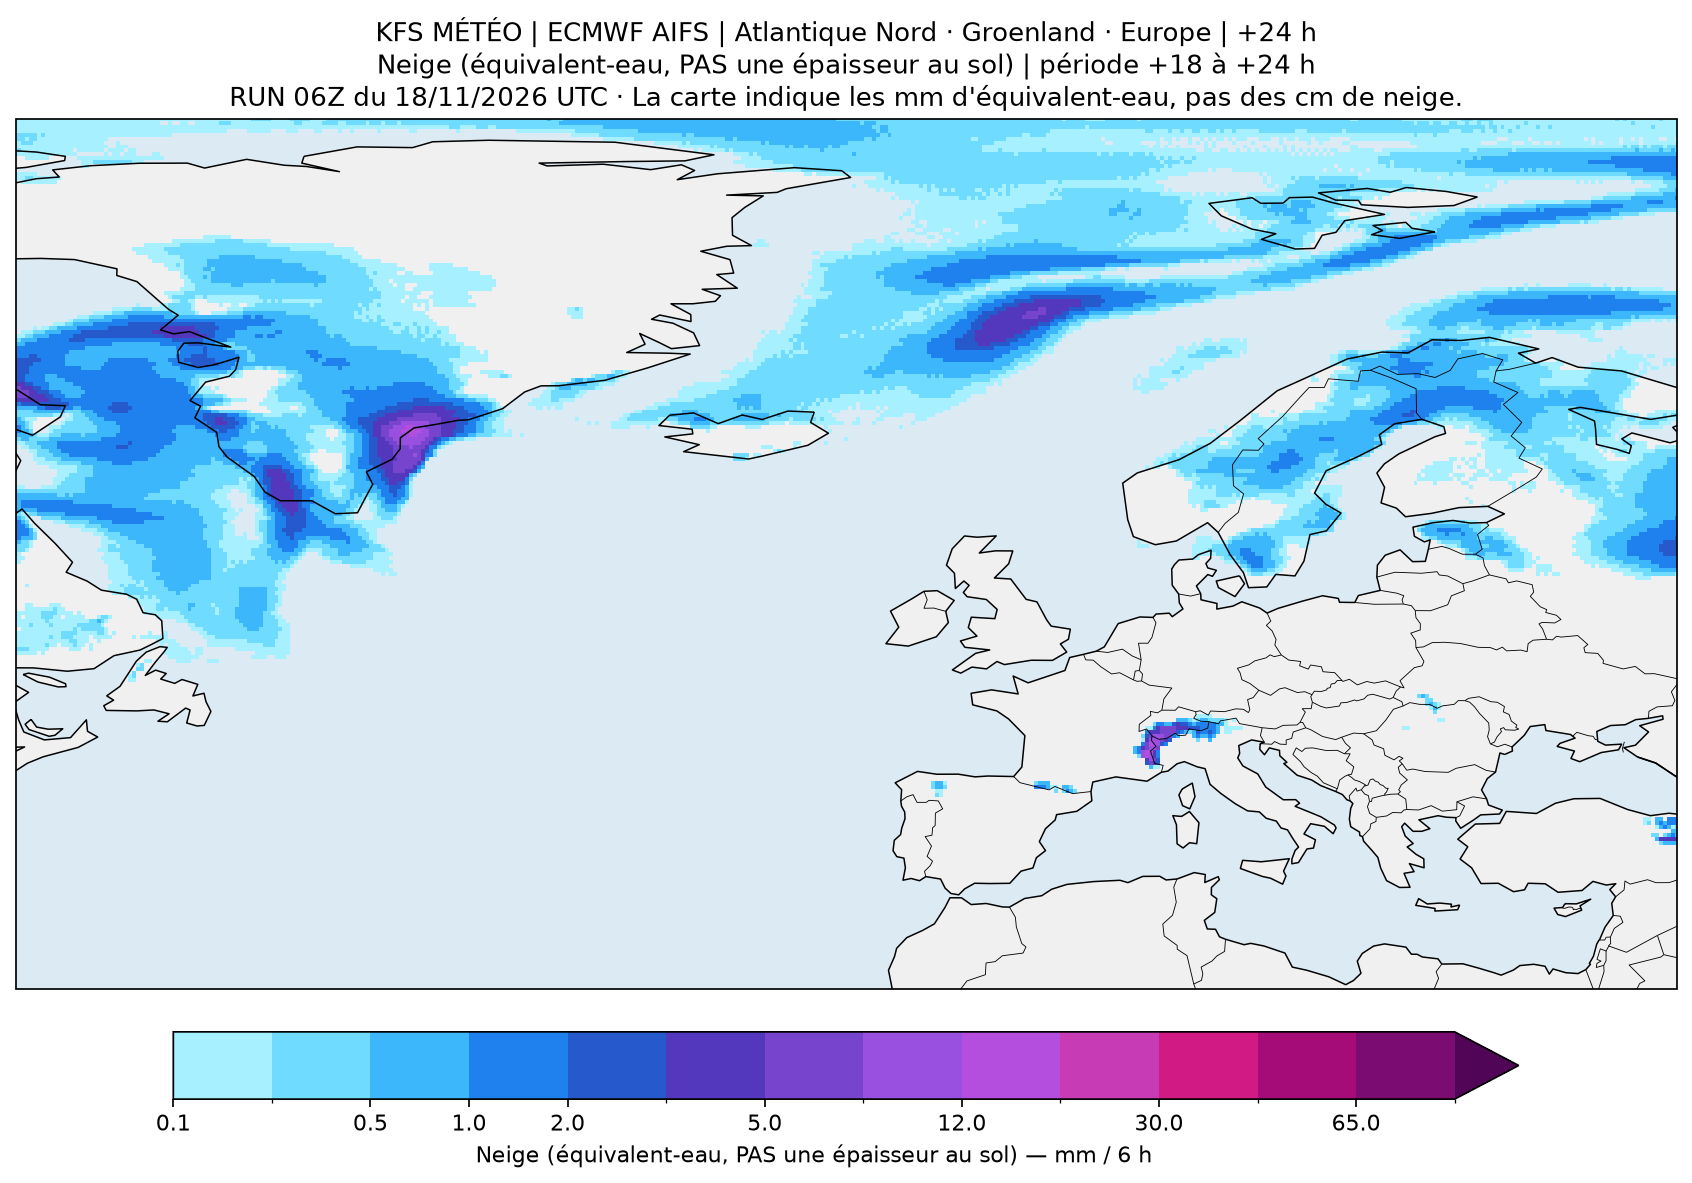 KFS MÉTÉO | ECMWF AIFS | Atlantique Nord · Groenland · Europe | +24 h
Neige (équivalent-eau, PAS une épaisseur au sol) | période +18 à +24 h
RUN 06Z du 18/11/2026 UTC · La carte indique les mm d'équivalent-eau, pas des cm de neige.
0.1 0.5 1.0 2.0 5.0 12.0 30.0 65.0
Neige (équivalent-eau, PAS une épaisseur au sol) — mm / 6 h